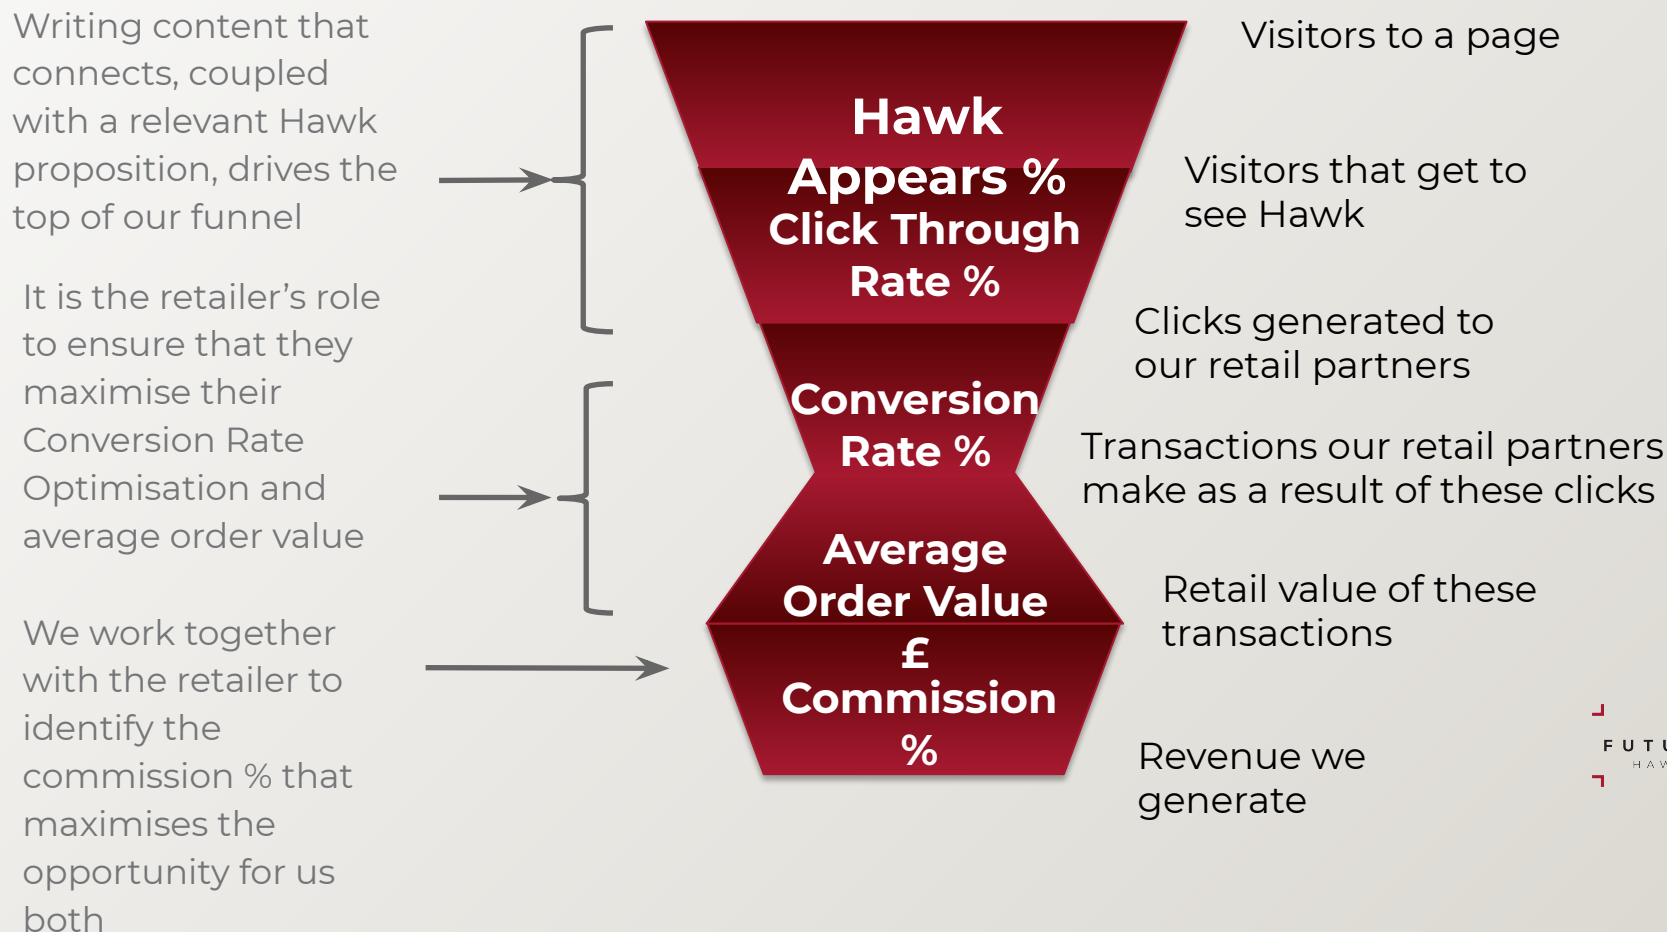 Writing content that
connects, coupled
with a relevant Hawk
proposition, drives the
top of our funnel
It is the retailer’s role
to ensure that they
maximise their
Conversion Rate
Optimisation and
average order value
We work together
with the retailer to
identify the
commission % that
maximises the
opportunity for us
both
Hawk
Appears %
Click Through
Rate %
Conversion
Rate %
Average
Order Value
£
Commission
%
Visitors to a page
Visitors that get to
see Hawk
Clicks generated to
our retail partners
Transactions our retail partners
make as a result of these clicks
Retail value of these
transactions
Revenue we
generate